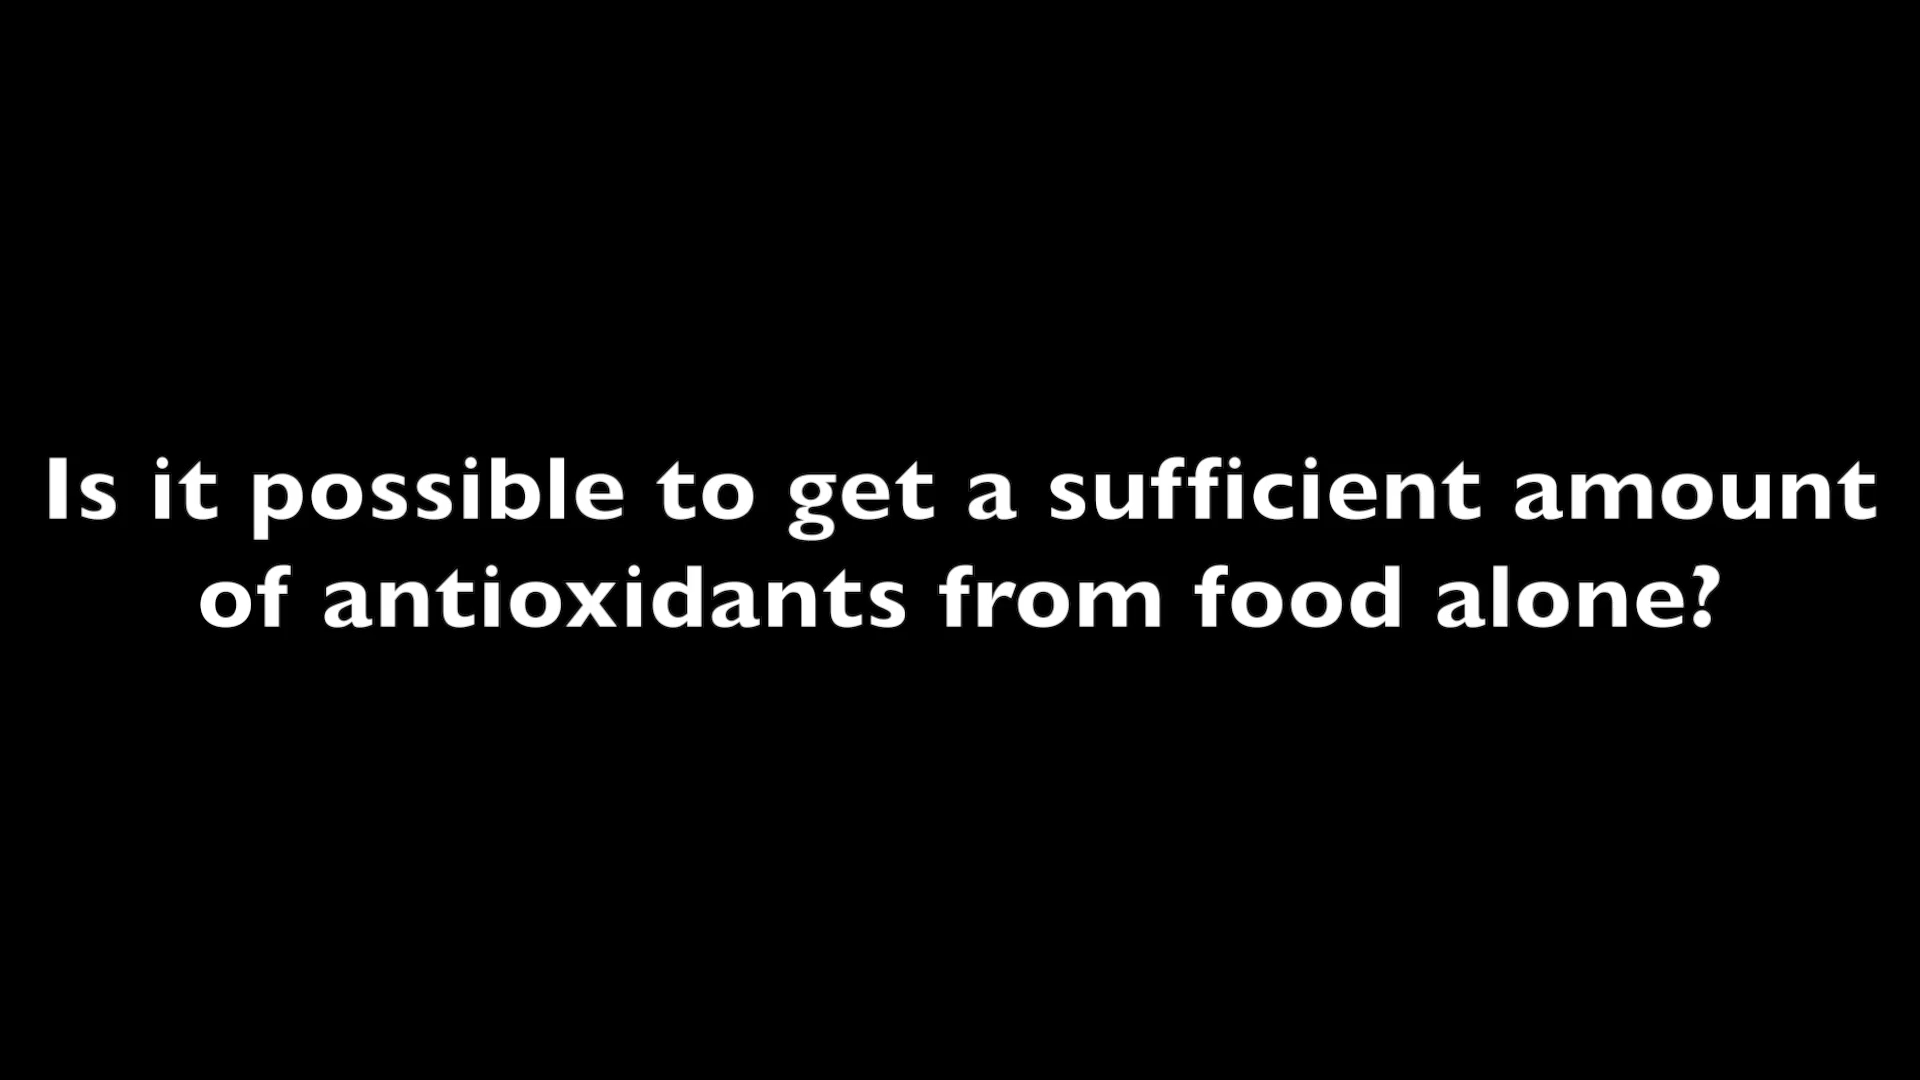 Is it possible to get a sufficient amount
of antioxidants from food alone?